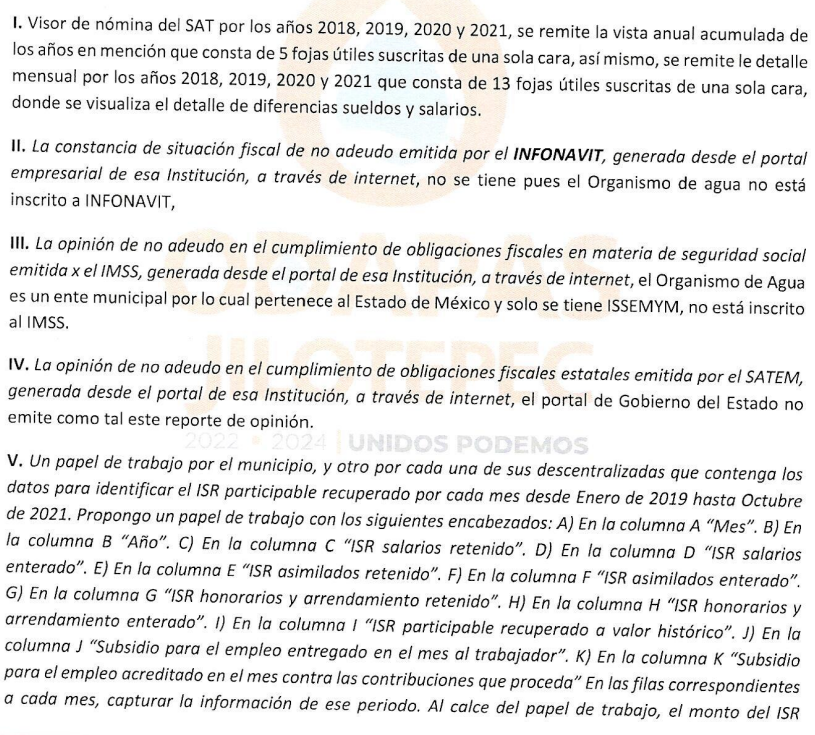 I. Visor de nómina del SAT por los años 2018, 2019, 2020 y 2021, se remite la vista anual acumulada de
los años en mención que consta de 5 fojas útiles suscritas de una sola cara, así mismo, se remite le detalle
mensual por los años 2018, 2019, 2020 y 2021 que consta de 13 fojas útiles suscritas de una sola cara,
donde se visualiza el detalle de diferencias sueldos y salarios.
II. La constancia de situación fiscal de no adeudo emitida por el INFONAVIT, generada desde el portal
empresarial de esa Institución, a través de internet, no se tiene pues el Organismo de agua no está
inscrito a INFONAVIT,
III. La opinión de no adeudo en el cumplimiento de obligaciones fiscales en materia de seguridad social
emitida x el IMSS, generada desde el portal de esa Institución, a través de internet, el Organismo de Agua
es un ente municipal por lo cual pertenece al Estado de México y solo se tiene ISSEMYM, no está inscrito
al IMSS.
ODAPAS
JILOTEPEC
IV. La opinión de no adeudo en el cumplimiento de obligaciones fiscales estatales emitida por el SATEM,
generada desde el portal de esa Institución, a través de internet, el portal de Gobierno del Estado no
emite como tal este reporte de opinión.
2022 • 2024 | UNIDOS PODEMOS
V. Un papel de trabajo por el municipio, y otro por cada una de sus descentralizadas que contenga los
datos para identificar el ISR participable recuperado por cada mes desde Enero de 2019 hasta Octubre
de 2021. Propongo un papel de trabajo con los siguientes encabezados: A) En la columna A “Mes”. B) En
la columna B “Año”. C) En la columna C “ISR salarios retenido”. D) En la columna D “ISR salarios
enterado”. E) En la columna E “ISR asimilados retenido”. F) En la columna F “ISR asimilados enterado”.
G) En la columna G “ISR honorarios y arrendamiento retenido”. H) En la columna H “ISR honorarios y
arrendamiento enterado”. I) En la columna I “ISR participable recuperado a valor histórico”. J) En la
columna J “Subsidio para el empleo entregado en el mes al trabajador”. K) En la columna K “Subsidio
para el empleo acreditado en el mes contra las contribuciones que proceda” En las filas correspondientes
a cada mes, capturar la información de ese periodo. Al calce del papel de trabajo, el monto del ISR